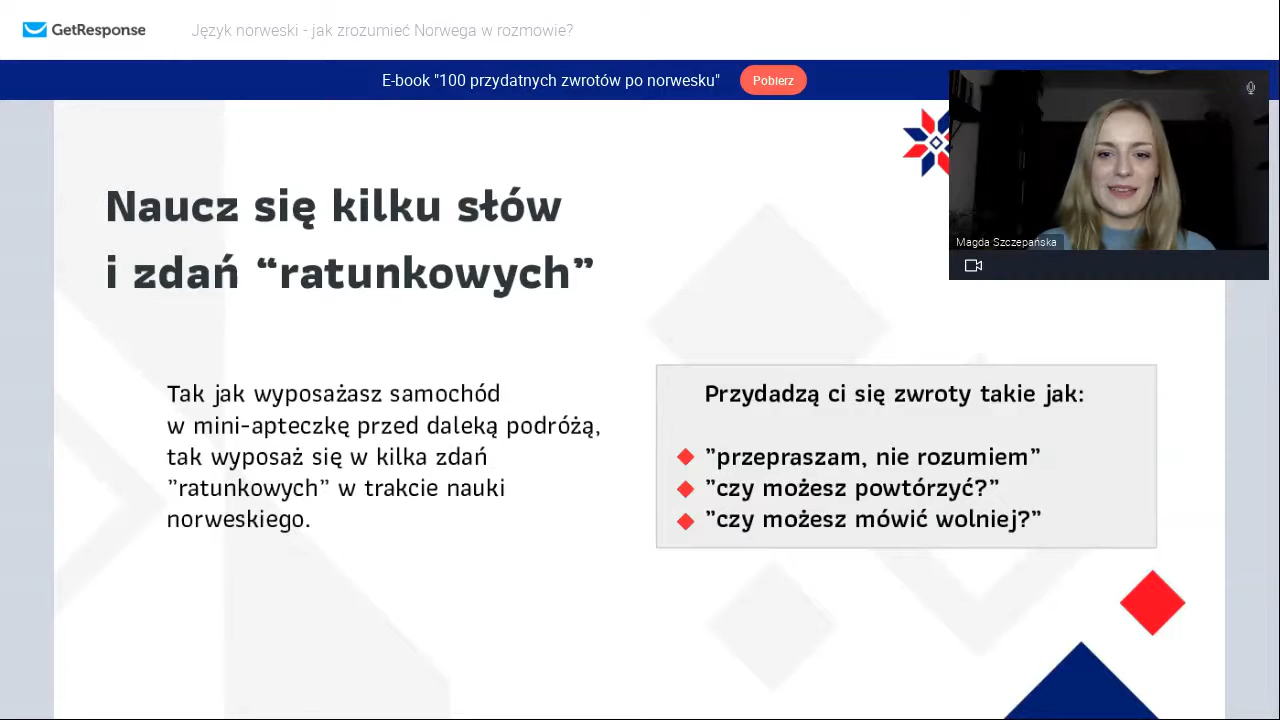 GetResponse
Język norweski - jak zrozumieć Norwega w rozmowie?
E-book "100 przydatnych zwrotów po norwesku"
Pobierz
Magda Szczepańska
Naucz się kilku słów
i zdań “ratunkowych”
Tak jak wyposażasz samochód
w mini-apteczkę przed daleką podróżą,
tak wyposaż się w kilka zdań
”ratunkowych” w trakcie nauki
norweskiego.
Przydadzą ci się zwroty takie jak:
”przepraszam, nie rozumiem”
”czy możesz powtórzyć?”
”czy możesz mówić wolniej?”